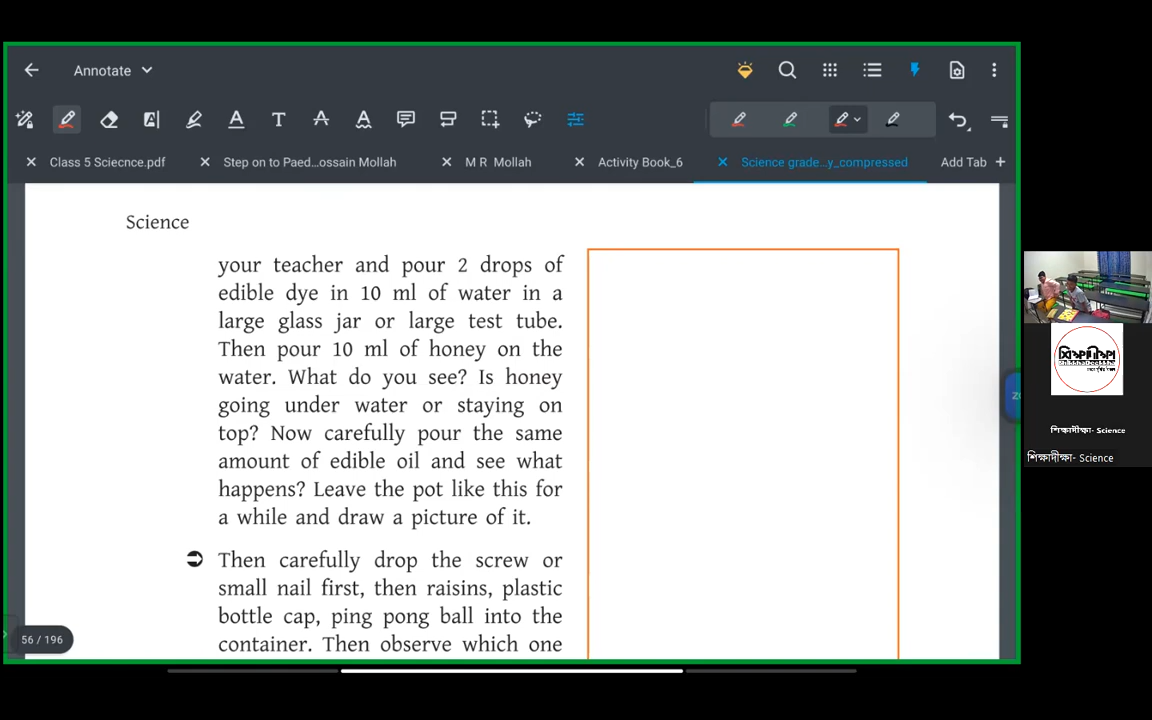 Annotate
Class 5 Sciecnce.pdf
Step on to Paed...ossain Mollah
M R Mollah
Activity Book_6
Science grade...y_compressed
Add Tab
Science
your teacher and pour 2 drops of
edible dye in 10 ml of water in a
large glass jar or large test tube.
Then pour 10 ml of honey on the
water. What do you see? Is honey
going under water or staying on
top? Now carefully pour the same
amount of edible oil and see what
happens? Leave the pot like this for
a while and draw a picture of it.
Then carefully drop the screw or
small nail first, then raisins, plastic
bottle cap, ping pong ball into the
container. Then observe which one
56 / 196
শিক্ষাদীক্ষা
শিক্ষাদীক্ষা- Science
শিক্ষাদীক্ষা- Science